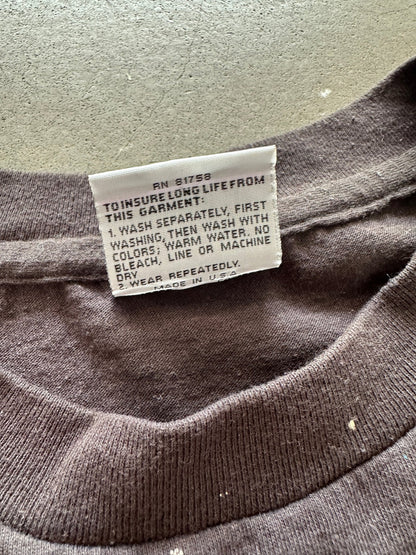 RN 81758
TO INSURE LONG LIFE FROM
THIS GARMENT:
1. WASH SEPARATELY, FIRST
WASHING, THEN WASH WITH
COLORS; WARM WATER. NO
BLEACH, LINE OR MACHINE
DRY
2. WEAR REPEATEDLY.
MADE IN U.S.A.